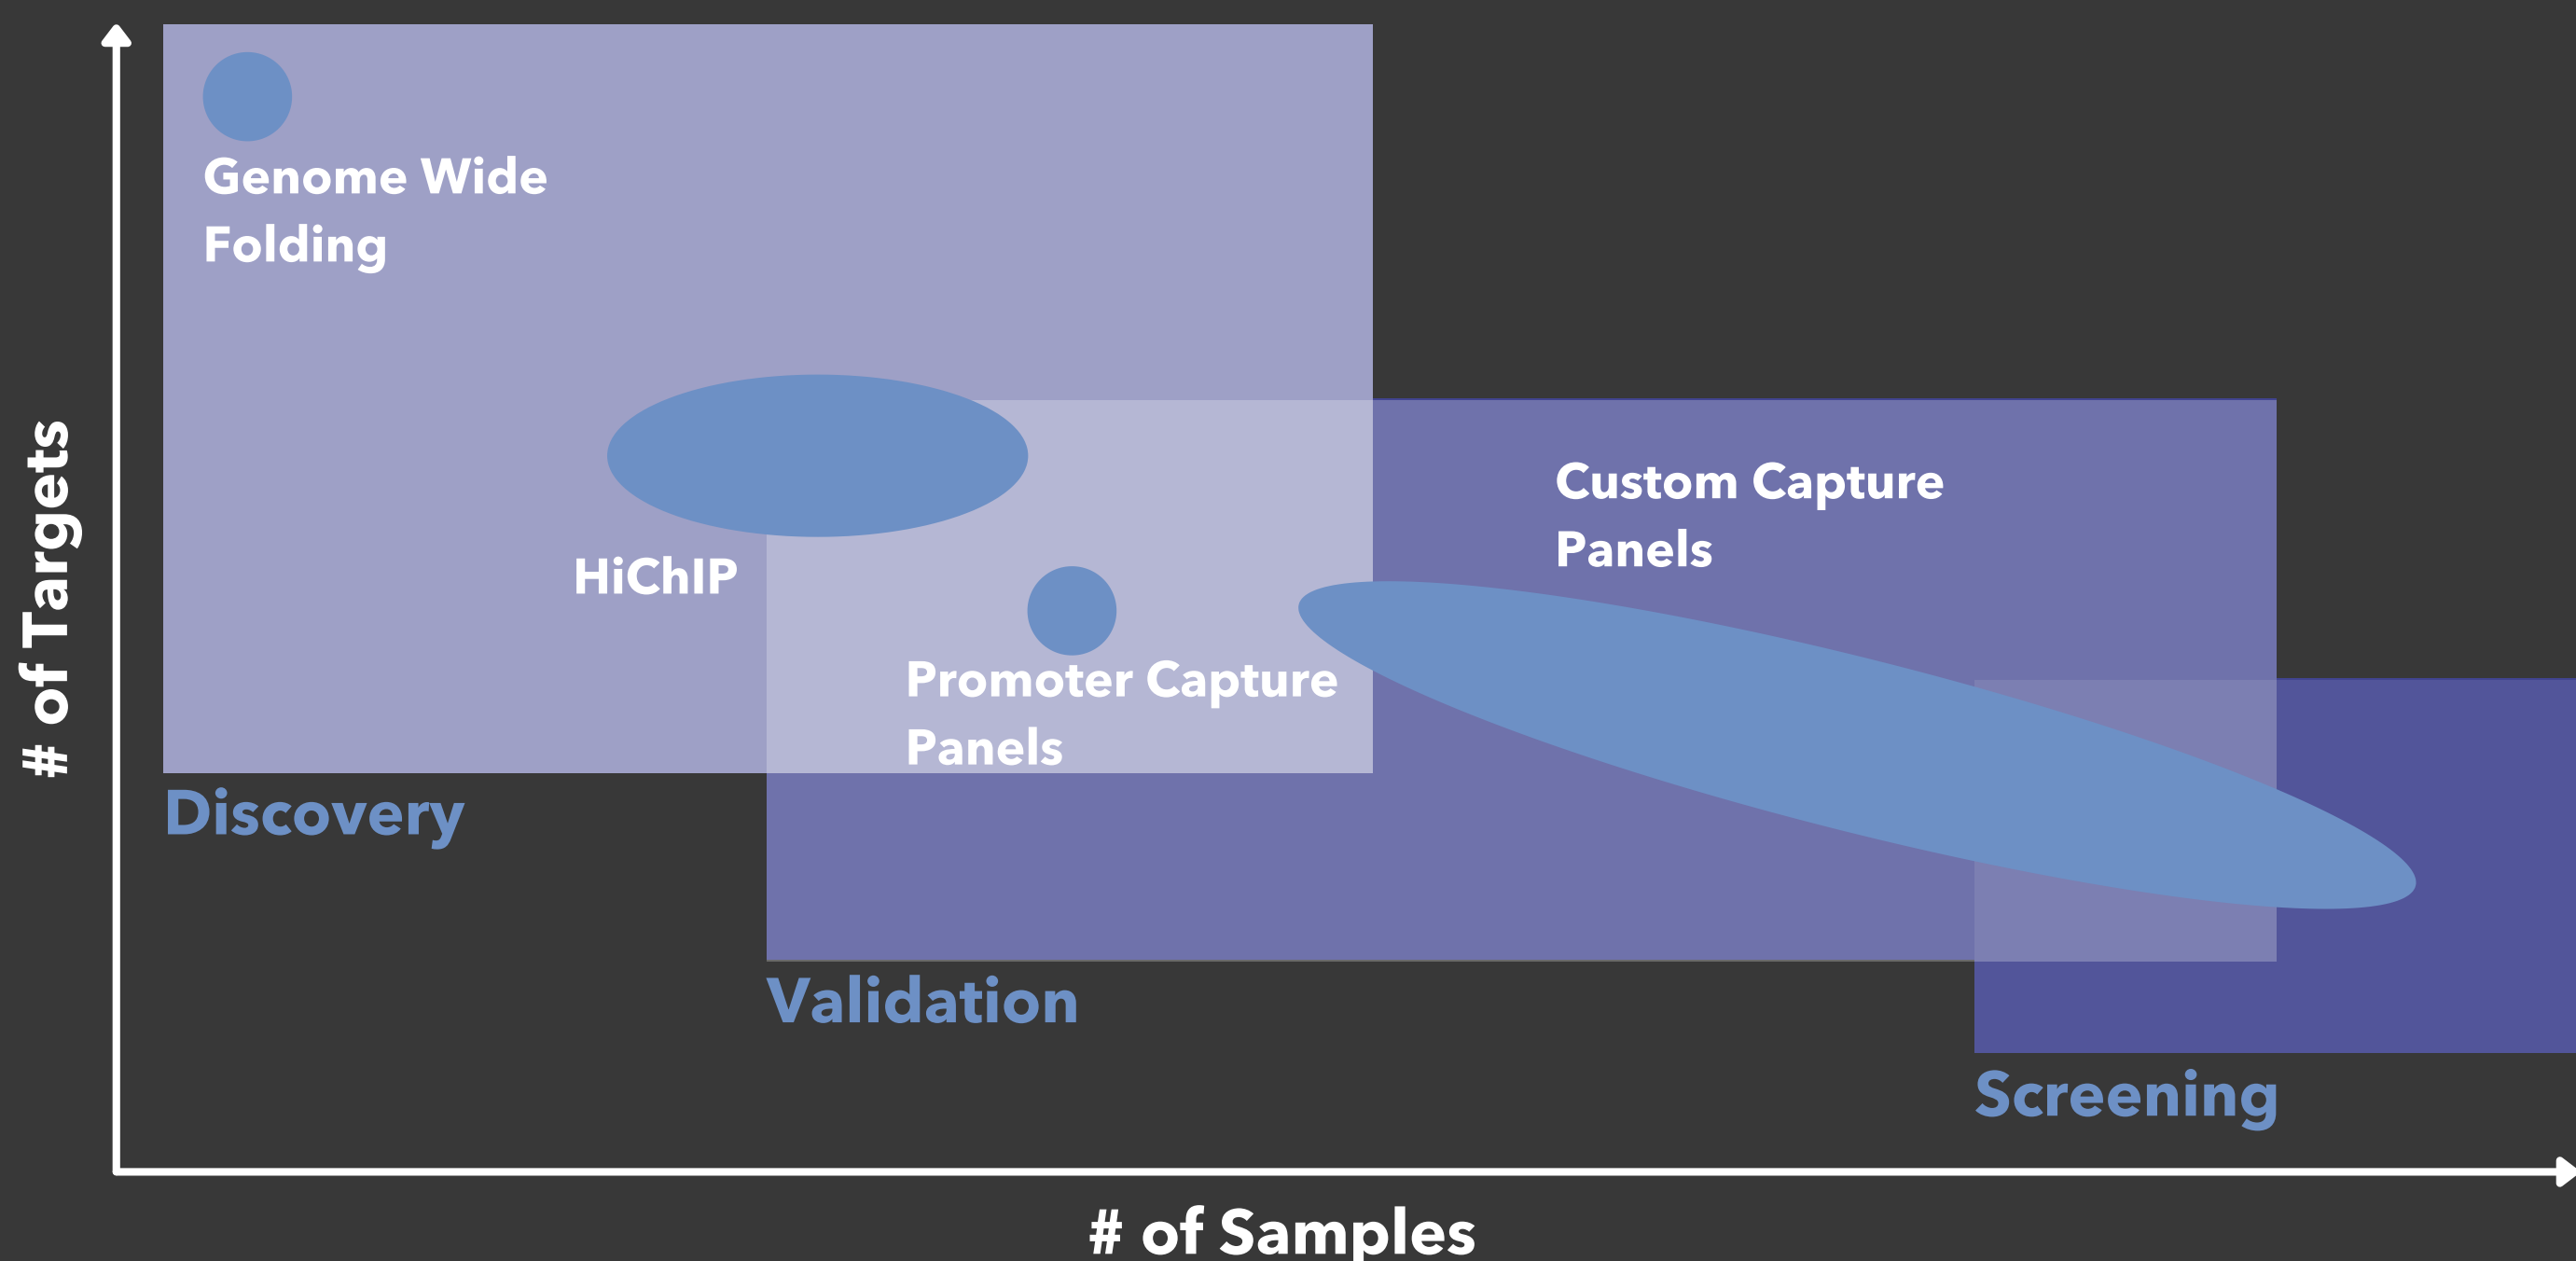 # of Targets
Genome Wide
Folding
HiChIP
Promoter Capture
Panels
Custom Capture
Panels
Discovery
Validation
Screening
# of Samples